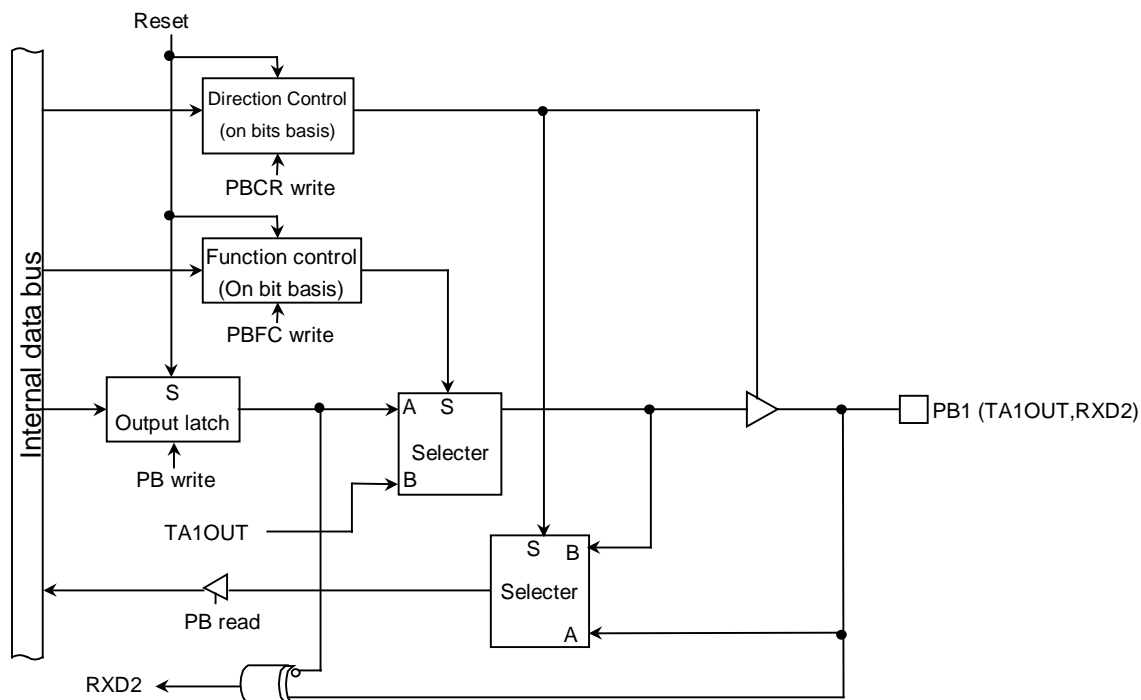 Reset
Direction Control
(on bits basis)
PBCR write
Function control
(On bit basis)
PBFC write
Internal data bus
S
Output latch
PB write
A S
Selecter
B
PB1 (TA1OUT,RXD2)
TA1OUT
S B
Selecter
A
PB read
RXD2